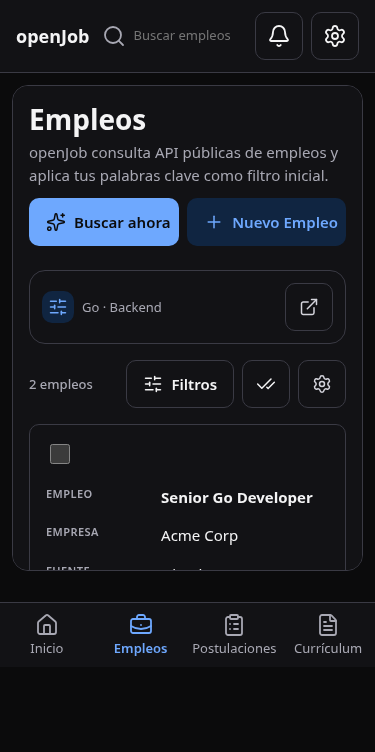 openJob
Buscar empleos
Empleos
openJob consulta API públicas de empleos y
aplica tus palabras clave como filtro inicial.
Buscar ahora
Nuevo Empleo
Go · Backend
2 empleos
Filtros
EMPLEO
Senior Go Developer
EMPRESA
Acme Corp
FUENTE
Inicio
Empleos
Postulaciones
Currículum